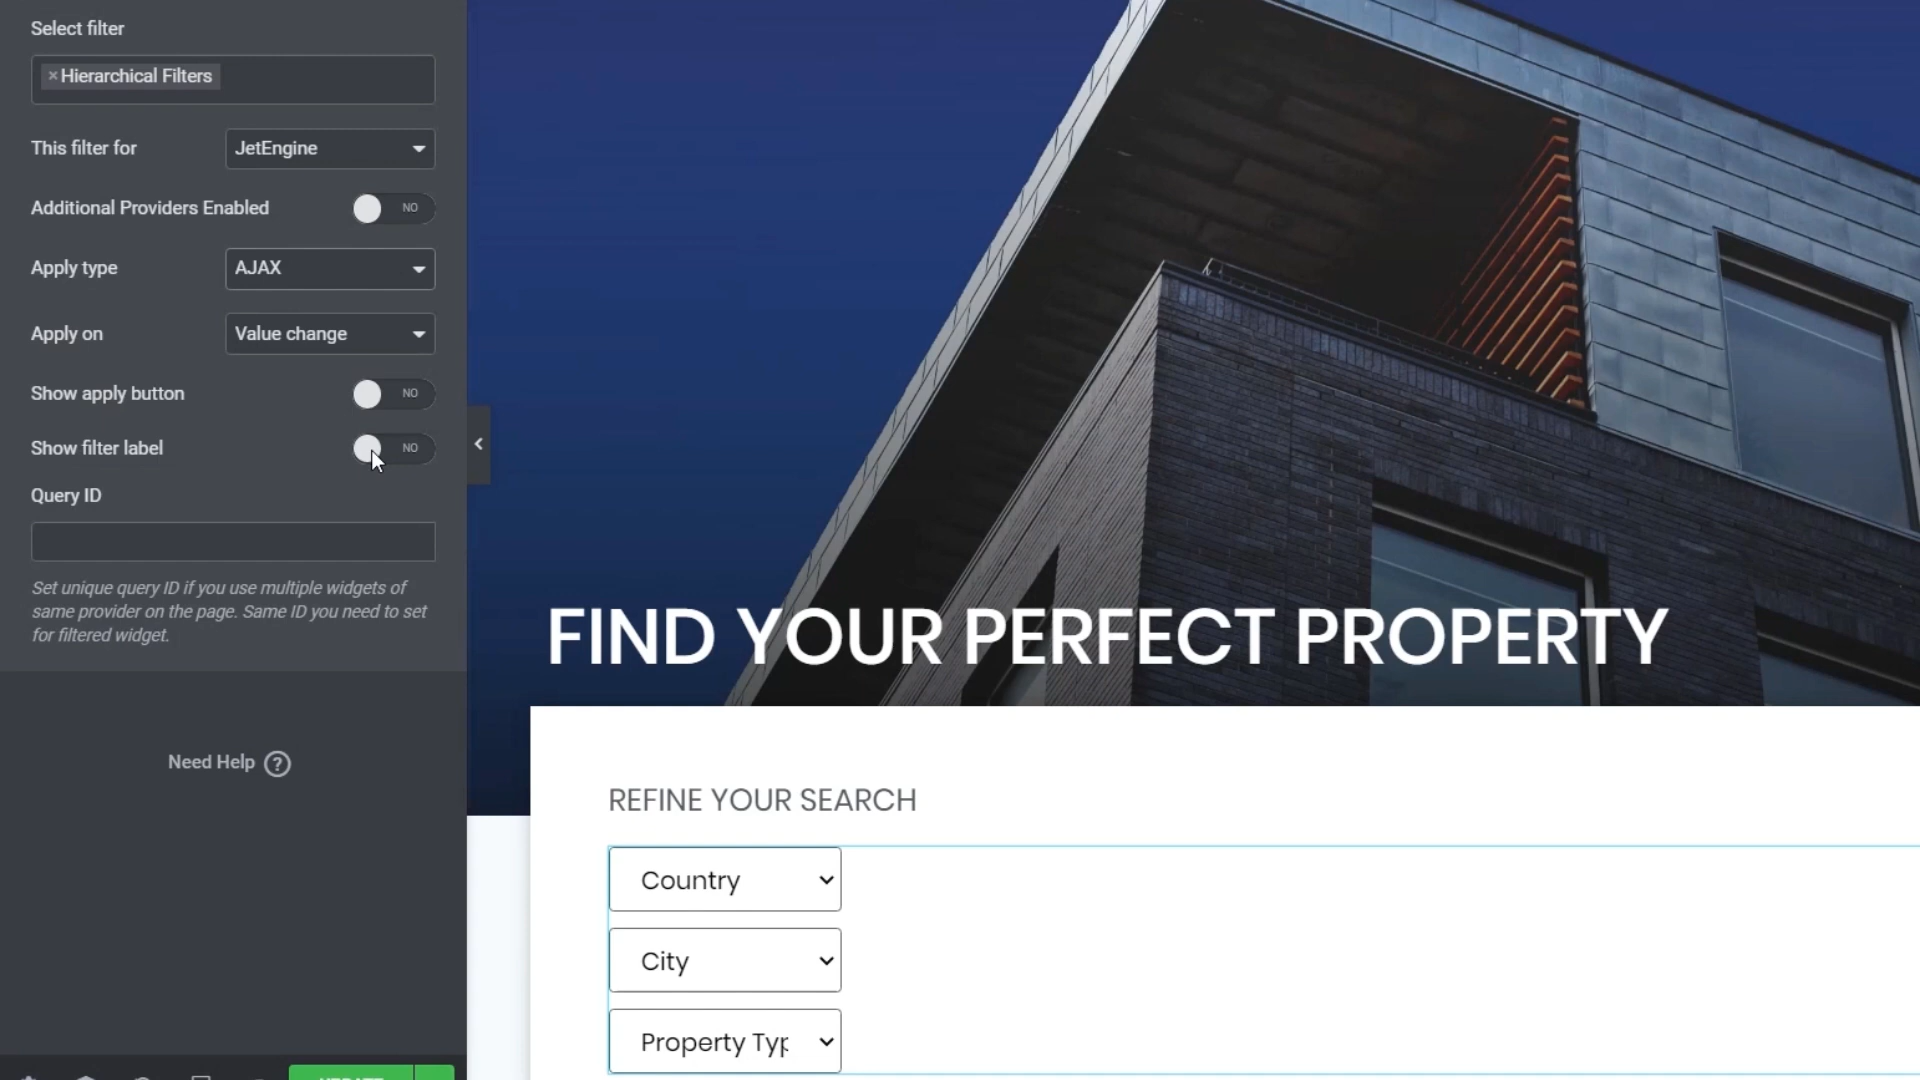 Select filter
×Hierarchical Filters
This filter for
JetEngine
Additional Providers Enabled
NO
Apply type
AJAX
Apply on
Value change
Show apply button
NO
Show filter label
NO
Query ID
Set unique query ID if you use multiple widgets of
same provider on the page. Same ID you need to set
for filtered widget.
Need Help
?
FIND YOUR PERFECT PROPERTY
REFINE YOUR SEARCH
Country
City
Property Typ